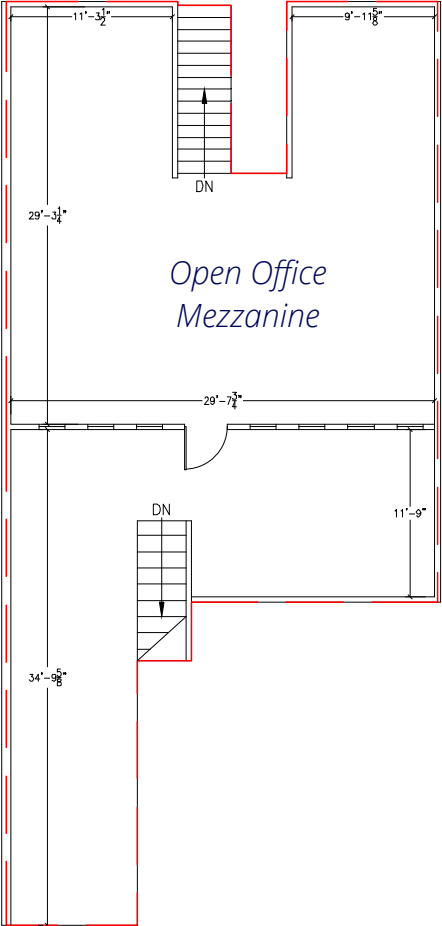 11'-3 1/2" 9'-11 5/8"
DN
29'-3 1/4"
Open Office
Mezzanine
29'-7 3/4"
DN
11'-9"
34'-9 5/8"